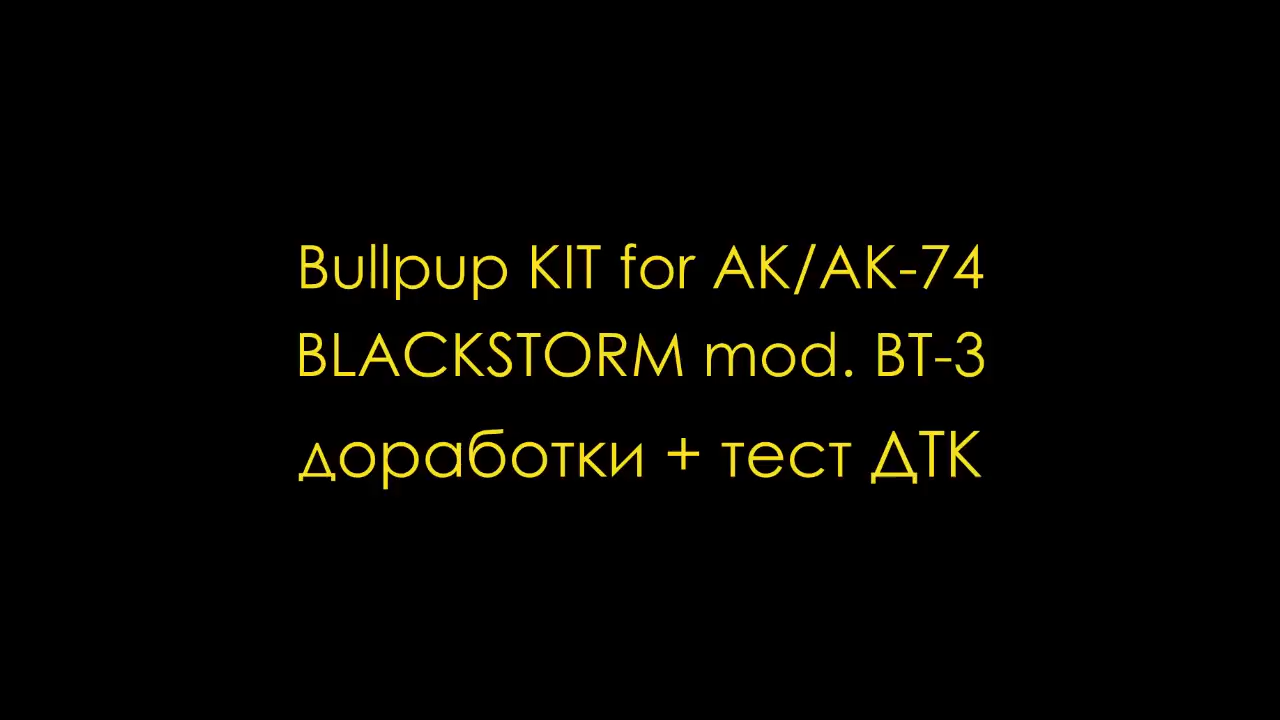 Bullpup KIT for AK/AK-74
BLACKSTORM mod. BT-3
доработки + тест ДТК